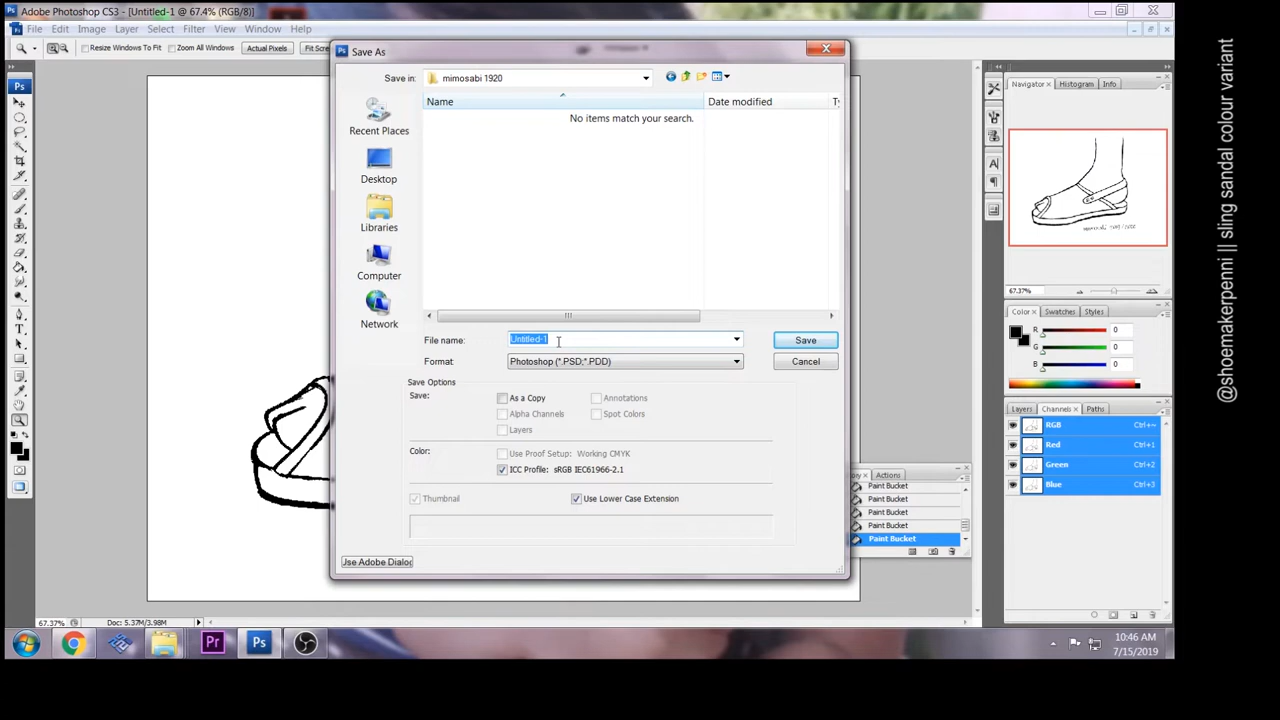 Adobe Photoshop CS3 - [Untitled-1 @ 67.4% (RGB/8)]
File Edit Image Layer Select Filter View Window Help
Resize Windows To Fit Zoom All Windows Actual Pixels Fit Scre
Save As
Save in: mimosabi 1920
Name Date modified T
No items match your search.
Recent Places
Desktop
Libraries
Computer
Network
File name: Untitled-1 Save
Format: Photoshop (*.PSD;*.PDD) Cancel
Save Options
Save: As a Copy Annotations
Alpha Channels Spot Colors
Layers
Color: Use Proof Setup: Working CMYK
ICC Profile: sRGB IEC61966-2.1
Thumbnail Use Lower Case Extension
Use Adobe Dialog
Navigator Histogram Info
67.37%
Color Swatches Styles
R 0
G 0
B 0
Layers Channels Paths
RGB Ctrl+~
Red Ctrl+1
Green Ctrl+2
Blue Ctrl+3
ory Actions
Paint Bucket
Paint Bucket
Paint Bucket
Paint Bucket
Paint Bucket
67.37% Doc: 5.37M/3.98M
Pr Ps
10:46 AM
7/15/2019
@shoemakerpenni || sling sandal colour variant